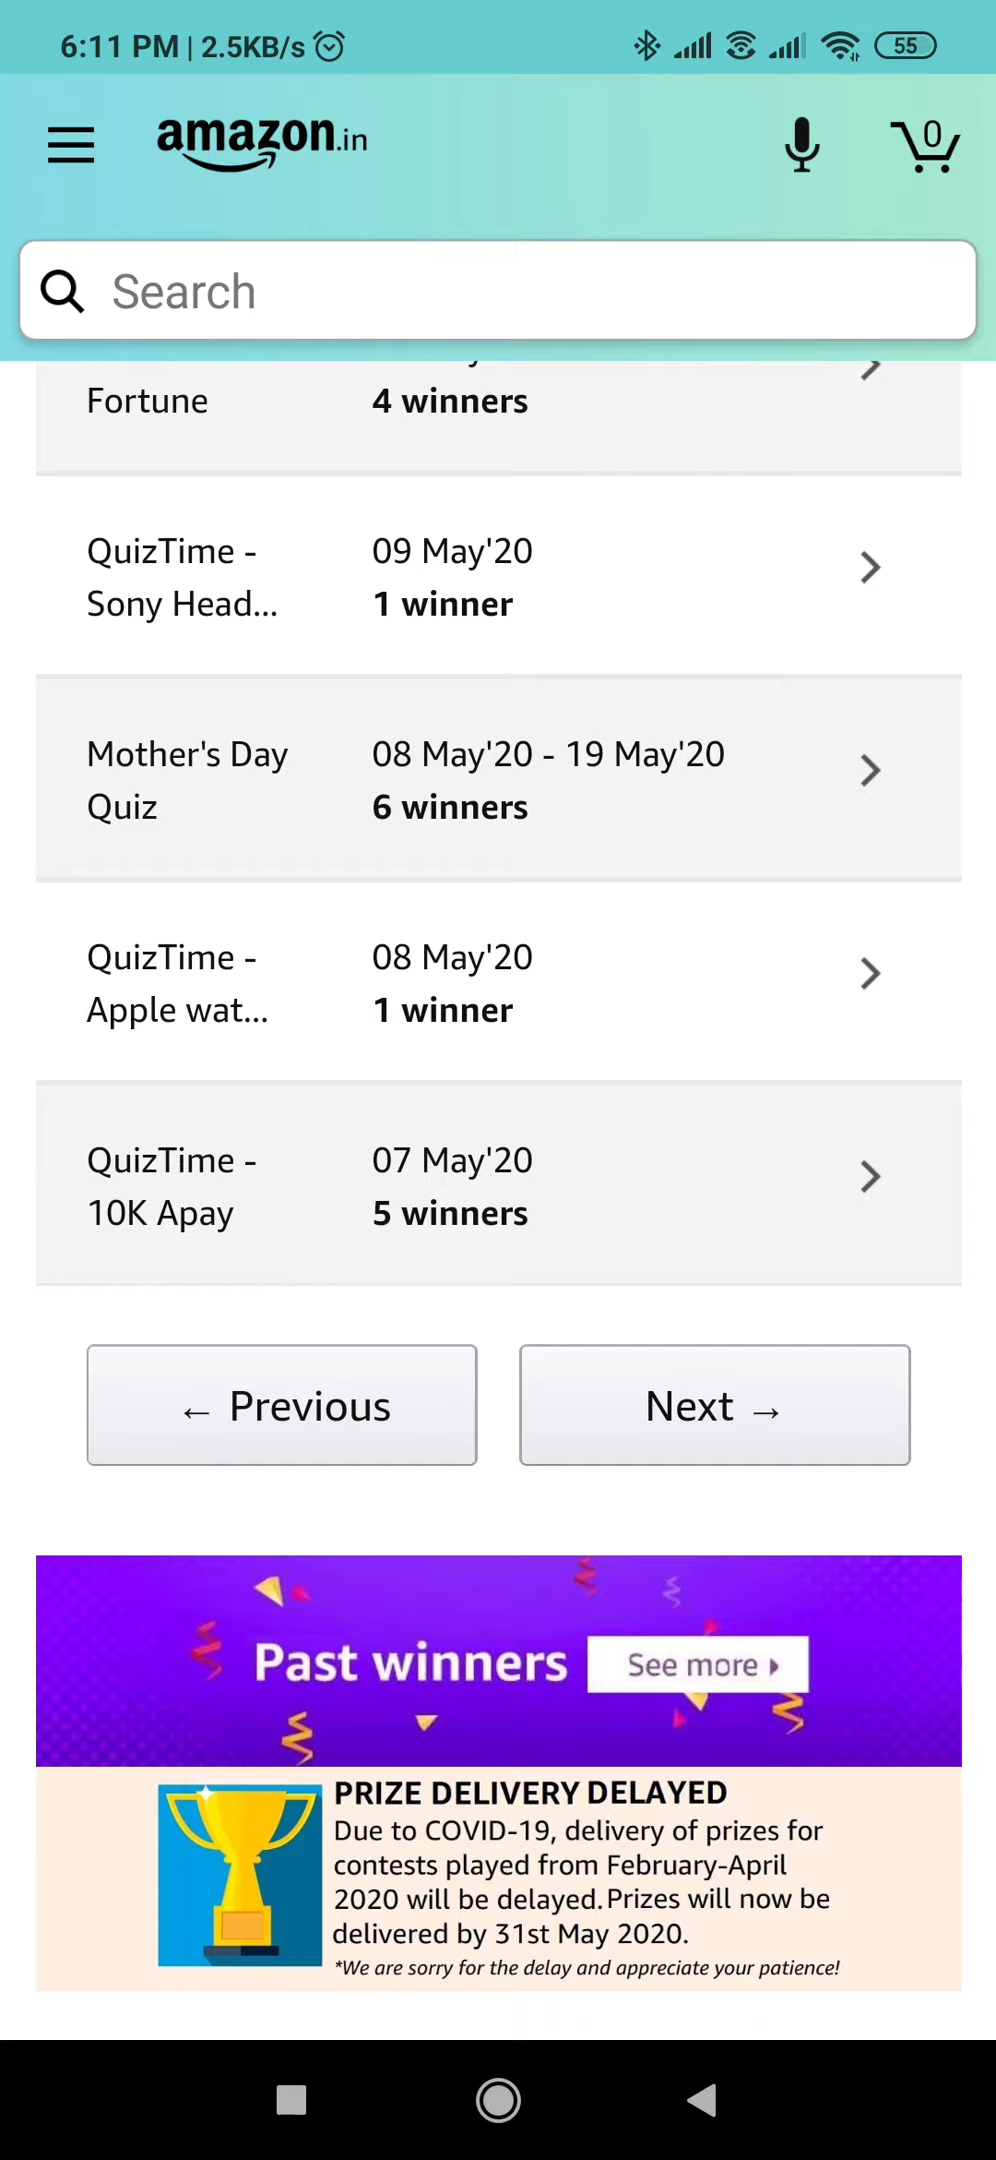 6:11 PM | 2.5KB/s
55
amazon.in
0
Search
Fortune
4 winners
QuizTime -
09 May'20
Sony Head...
1 winner
Mother's Day
08 May'20 - 19 May'20
Quiz
6 winners
QuizTime -
08 May'20
Apple wat...
1 winner
QuizTime -
07 May'20
10K Apay
5 winners
← Previous
Next →
Past winners
See more
PRIZE DELIVERY DELAYED
Due to COVID-19, delivery of prizes for
contests played from February-April
2020 will be delayed. Prizes will now be
delivered by 31st May 2020.
*We are sorry for the delay and appreciate your patience!